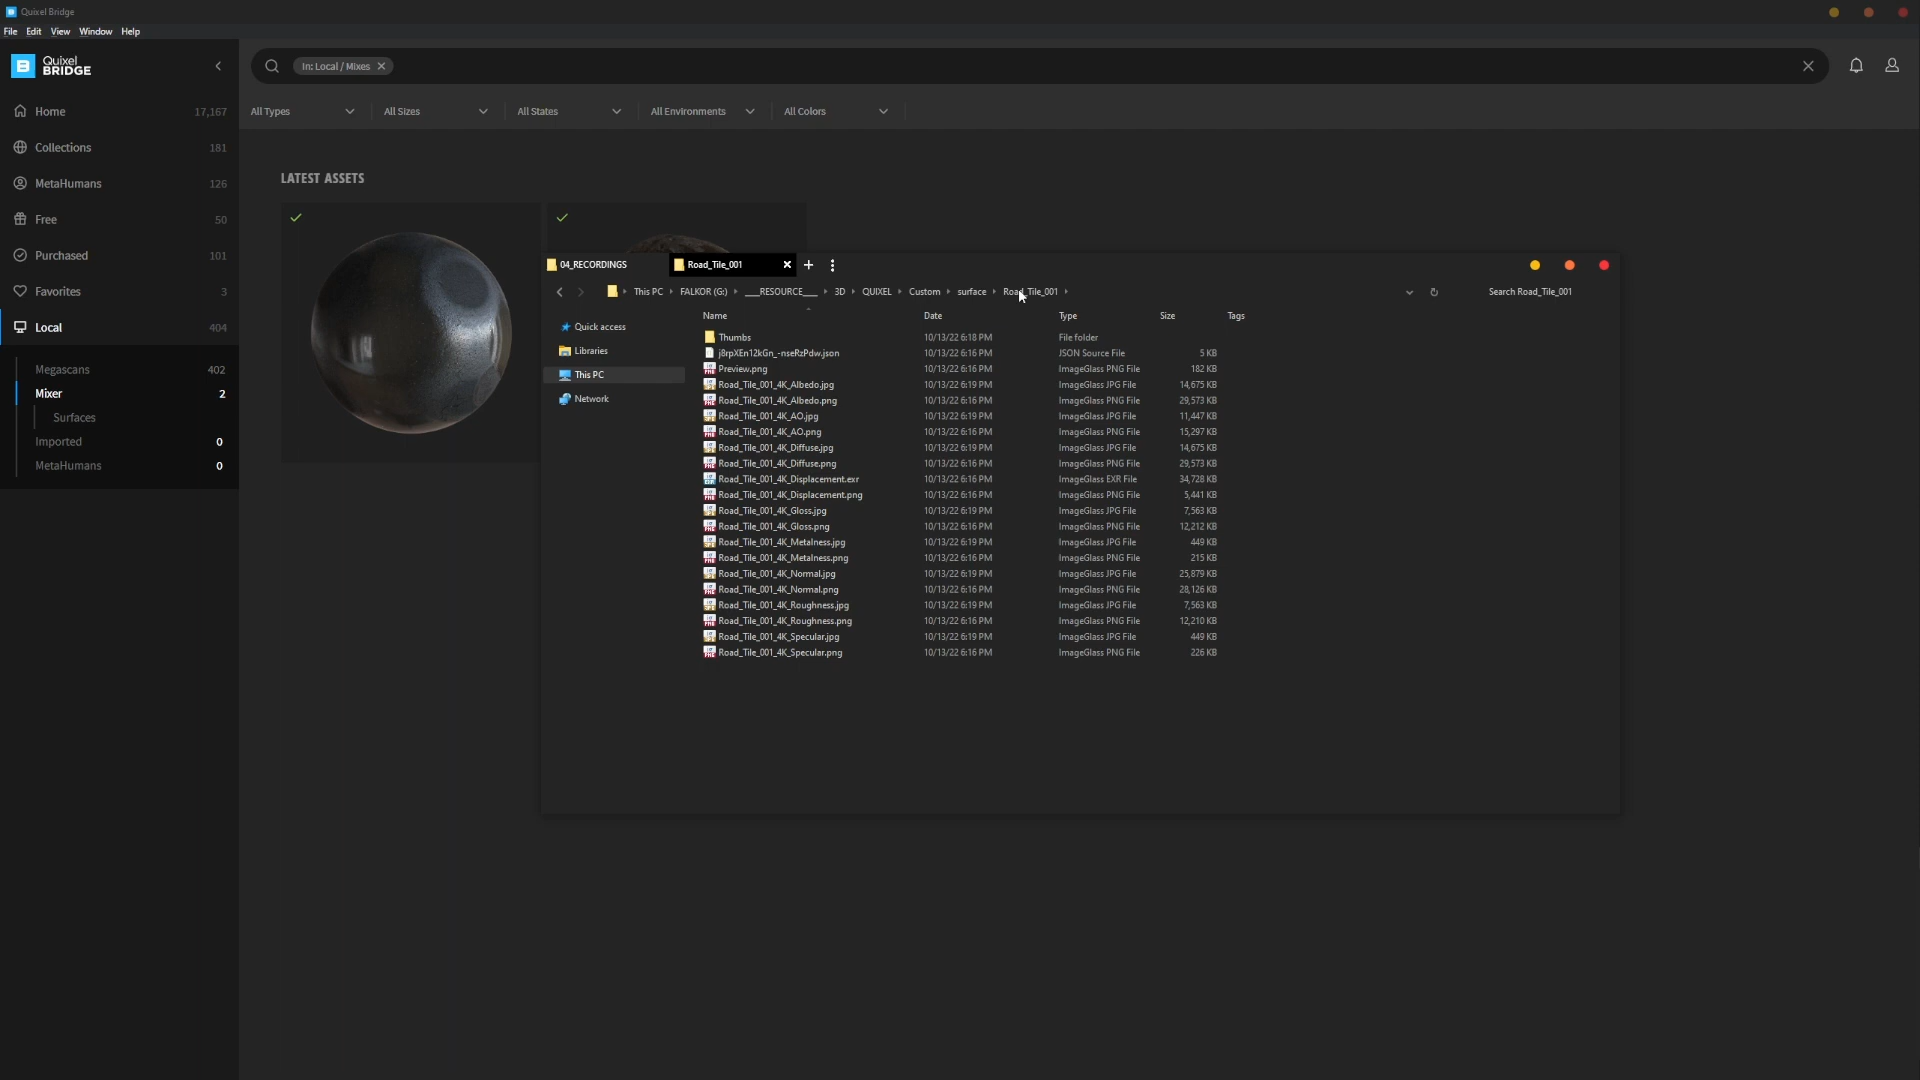 Quixel Bridge
File Edit View Window Help
Quixel
BRIDGE
In: Local / Mixes
Home 17,167
All Types All Sizes All States All Environments All Colors
Collections 181
MetaHumans 126
Free 50
Purchased 101
Favorites 3
Local 404
Megascans 402
Mixer 2
Surfaces
Imported 0
MetaHumans 0
LATEST ASSETS
04_RECORDINGS Road_Tile_001
This PC FALKOR (G:) ___RESOURCE___ 3D QUIXEL Custom surface Road_Tile_001 Search Road_Tile_001
Quick access
Libraries
This PC
Network
Name Date Type Size Tags
Thumbs 10/13/22 6:18 PM File folder
j8rpXEn12kGn_-nseRzPdw.json 10/13/22 6:16 PM JSON Source File 5 KB
Preview.png 10/13/22 6:16 PM ImageGlass PNG File 182 KB
Road_Tile_001_4K_Albedo.jpg 10/13/22 6:19 PM ImageGlass JPG File 14,675 KB
Road_Tile_001_4K_Albedo.png 10/13/22 6:16 PM ImageGlass PNG File 29,573 KB
Road_Tile_001_4K_AO.jpg 10/13/22 6:19 PM ImageGlass JPG File 11,447 KB
Road_Tile_001_4K_AO.png 10/13/22 6:16 PM ImageGlass PNG File 15,297 KB
Road_Tile_001_4K_Diffuse.jpg 10/13/22 6:19 PM ImageGlass JPG File 14,675 KB
Road_Tile_001_4K_Diffuse.png 10/13/22 6:16 PM ImageGlass PNG File 29,573 KB
Road_Tile_001_4K_Displacement.exr 10/13/22 6:16 PM ImageGlass EXR File 34,728 KB
Road_Tile_001_4K_Displacement.png 10/13/22 6:16 PM ImageGlass PNG File 5,441 KB
Road_Tile_001_4K_Gloss.jpg 10/13/22 6:19 PM ImageGlass JPG File 7,563 KB
Road_Tile_001_4K_Gloss.png 10/13/22 6:16 PM ImageGlass PNG File 12,212 KB
Road_Tile_001_4K_Metalness.jpg 10/13/22 6:19 PM ImageGlass JPG File 449 KB
Road_Tile_001_4K_Metalness.png 10/13/22 6:16 PM ImageGlass PNG File 215 KB
Road_Tile_001_4K_Normal.jpg 10/13/22 6:19 PM ImageGlass JPG File 25,879 KB
Road_Tile_001_4K_Normal.png 10/13/22 6:16 PM ImageGlass PNG File 28,126 KB
Road_Tile_001_4K_Roughness.jpg 10/13/22 6:19 PM ImageGlass JPG File 7,563 KB
Road_Tile_001_4K_Roughness.png 10/13/22 6:16 PM ImageGlass PNG File 12,210 KB
Road_Tile_001_4K_Specular.jpg 10/13/22 6:19 PM ImageGlass JPG File 449 KB
Road_Tile_001_4K_Specular.png 10/13/22 6:16 PM ImageGlass PNG File 226 KB